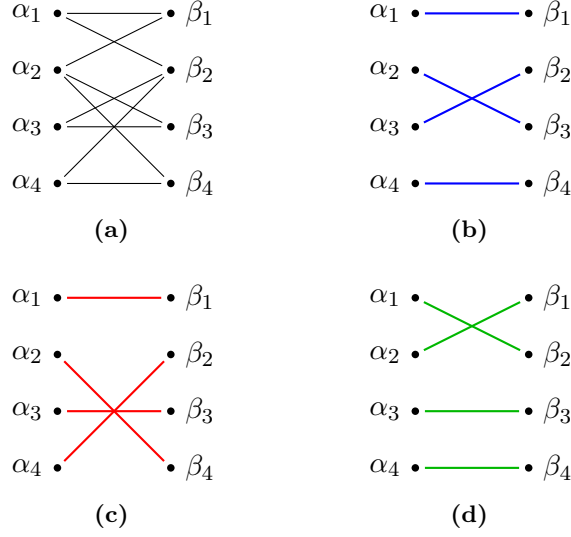 α₁ β₁ α₁ β₁
α₂ β₂ α₂ β₂
α₃ β₃ α₃ β₃
α₄ β₄ α₄ β₄
(a) (b)
α₁ β₁ α₁ β₁
α₂ β₂ α₂ β₂
α₃ β₃ α₃ β₃
α₄ β₄ α₄ β₄
(c) (d)